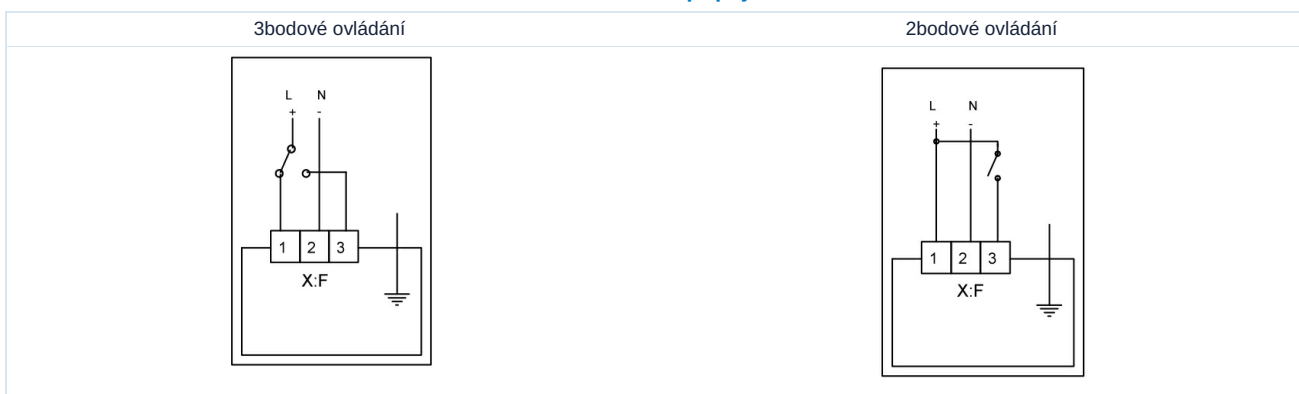 3bodové ovládání
2bodové ovládání
L N
+ -
1 2 3
X:F
L N
+ -
1 2 3
X:F